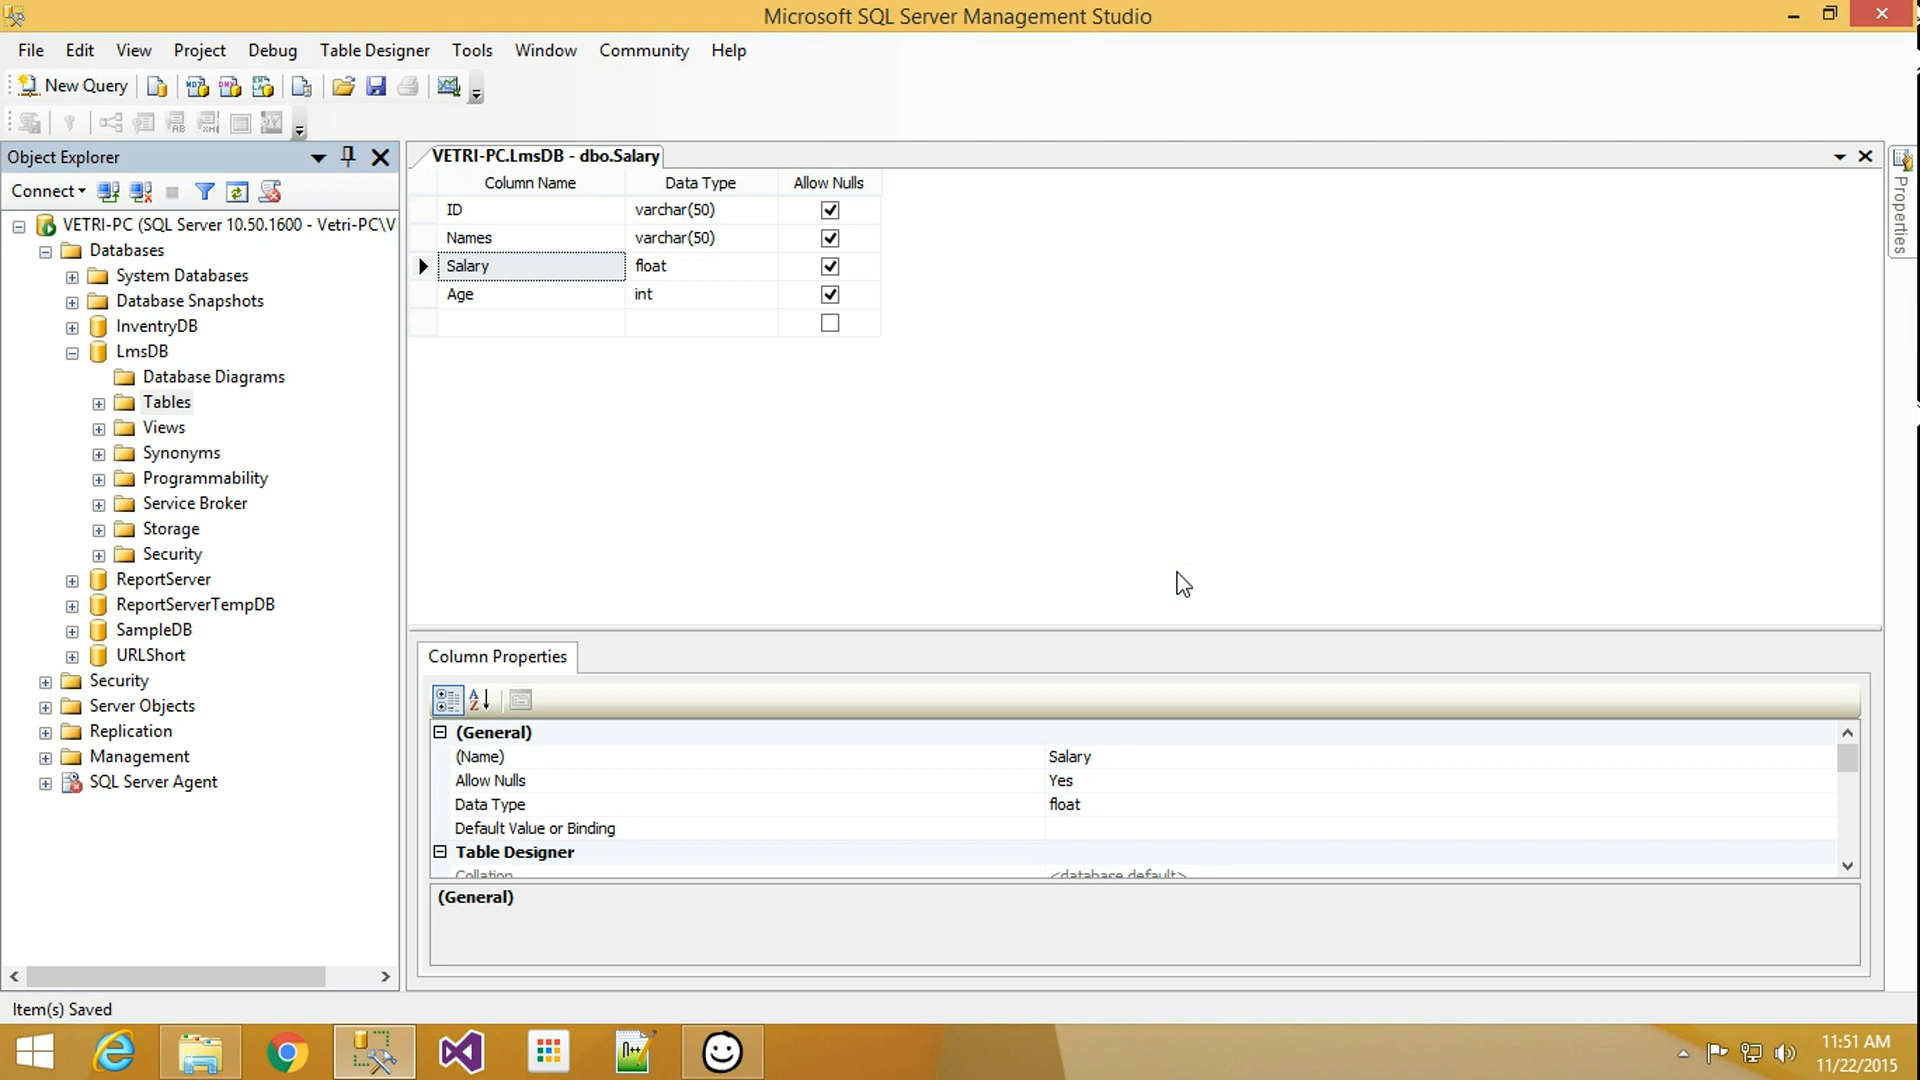 Microsoft SQL Server Management Studio
File Edit View Project Debug Table Designer Tools Window Community Help
New Query
Object Explorer
Connect
VETRI-PC (SQL Server 10.50.1600 - Vetri-PC\V
Databases
System Databases
Database Snapshots
InventryDB
LmsDB
Database Diagrams
Tables
Views
Synonyms
Programmability
Service Broker
Storage
Security
ReportServer
ReportServerTempDB
SampleDB
URLShort
Security
Server Objects
Replication
Management
SQL Server Agent
VETRI-PC.LmsDB - dbo.Salary
Column Name Data Type Allow Nulls
ID varchar(50)
Names varchar(50)
Salary float
Age int
Properties
Column Properties
(General)
(Name) Salary
Allow Nulls Yes
Data Type float
Default Value or Binding
Table Designer
Collation <database default>
(General)
Item(s) Saved
11:51 AM
11/22/2015